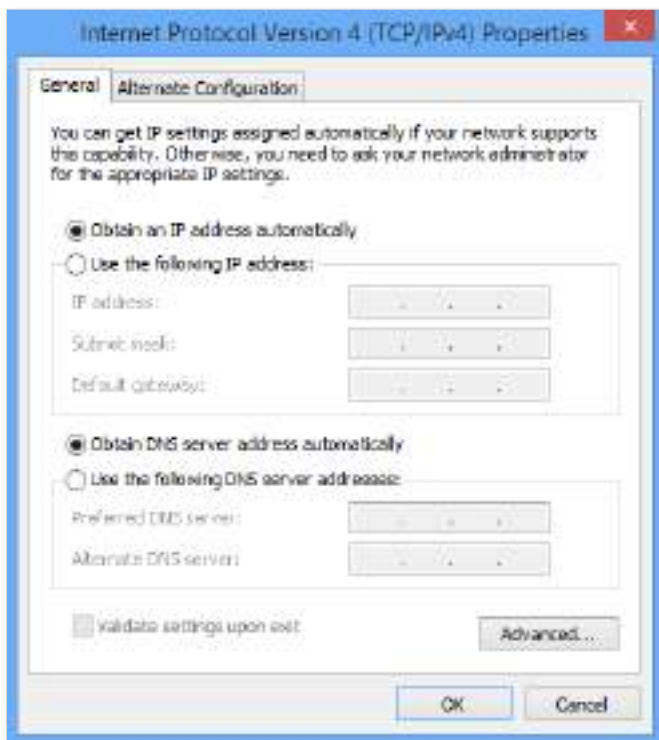 Internet Protocol Version 4 (TCP/IPv4) Properties
General
Alternate Configuration
You can get IP settings assigned automatically if your network supports
this capability. Otherwise, you need to ask your network administrator
for the appropriate IP settings.
Obtain an IP address automatically
Use the following IP address:
IP address:
Subnet mask:
Default gateway:
Obtain DNS server address automatically
Use the following DNS server addresses:
Preferred DNS server:
Alternate DNS server:
Validate settings upon exit
Advanced...
OK
Cancel